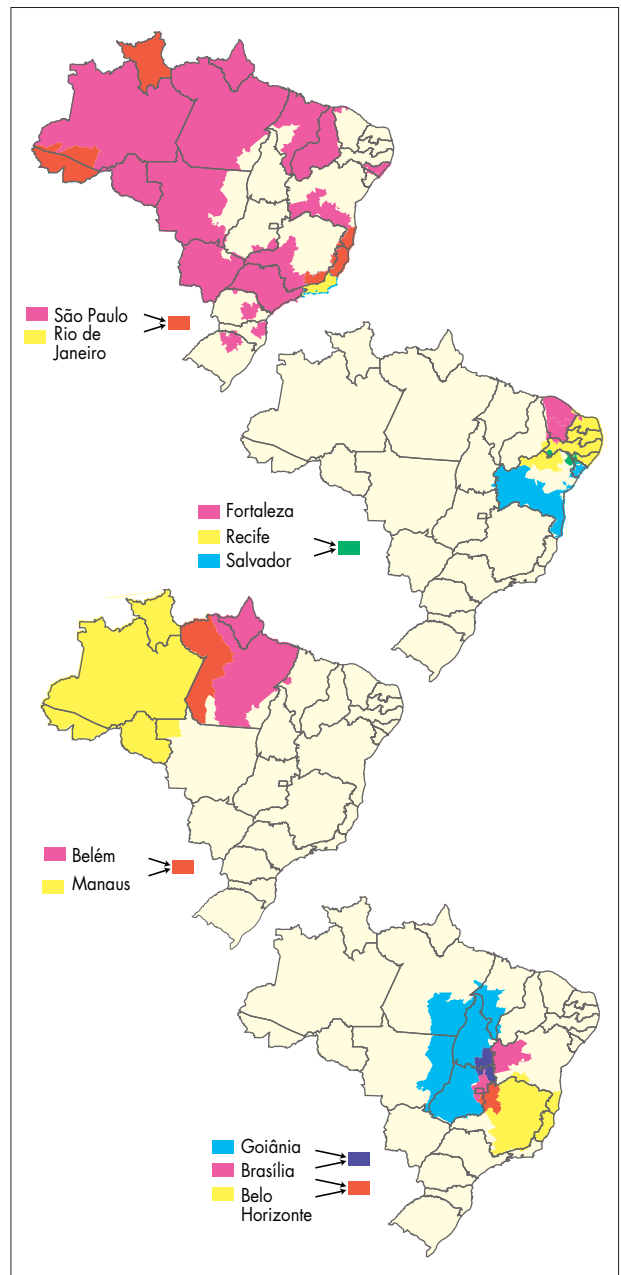 São Paulo
Rio de
Janeiro
Fortaleza
Recife
Salvador
Belém
Manaus
Goiânia
Brasília
Belo
Horizonte